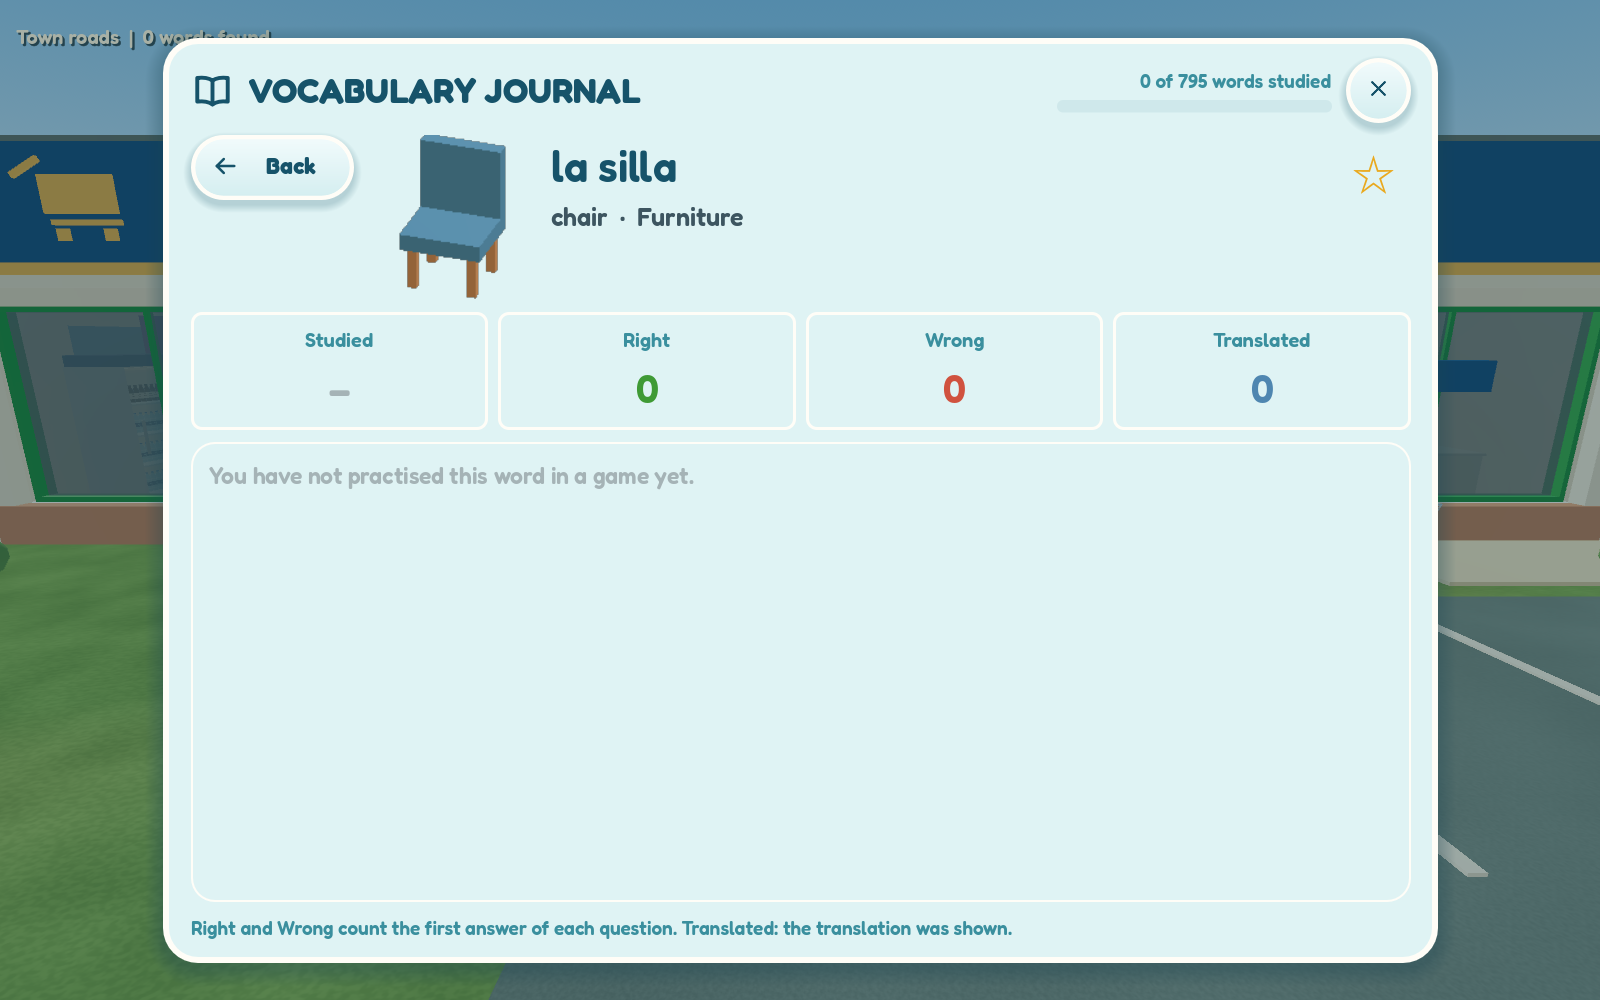 Town roads | 0 words found
VOCABULARY JOURNAL
0 of 795 words studied
Back
la silla
chair · Furniture
Studied
–
Right
0
Wrong
0
Translated
0
You have not practised this word in a game yet.
Right and Wrong count the first answer of each question. Translated: the translation was shown.